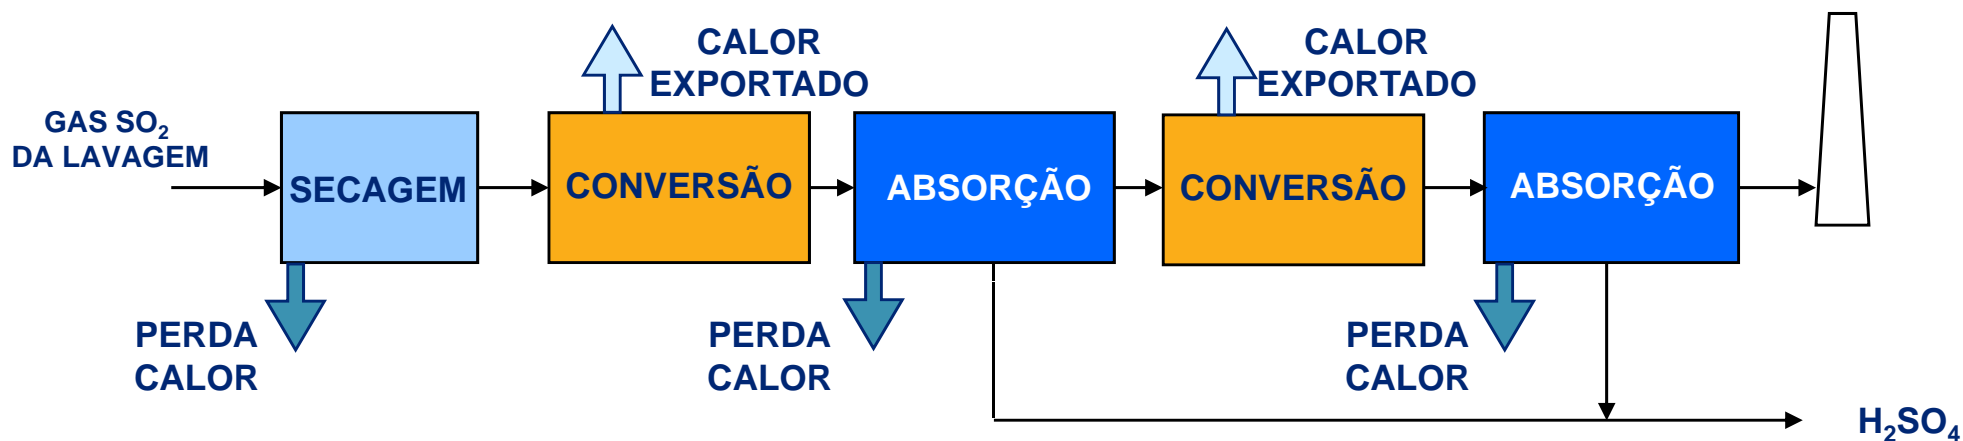 CALOR
EXPORTADO
CALOR
EXPORTADO
GAS SO₂
DA LAVAGEM
SECAGEM
CONVERSÃO
ABSORÇÃO
CONVERSÃO
ABSORÇÃO
PERDA
CALOR
PERDA
CALOR
PERDA
CALOR
H₂SO₄